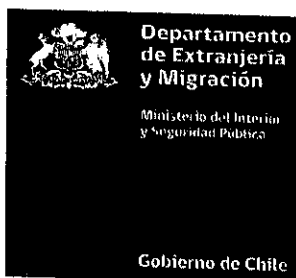 Departamento
de Extranjería
y Migración
Ministerio del Interior
y Seguridad Pública
Gobierno de Chile